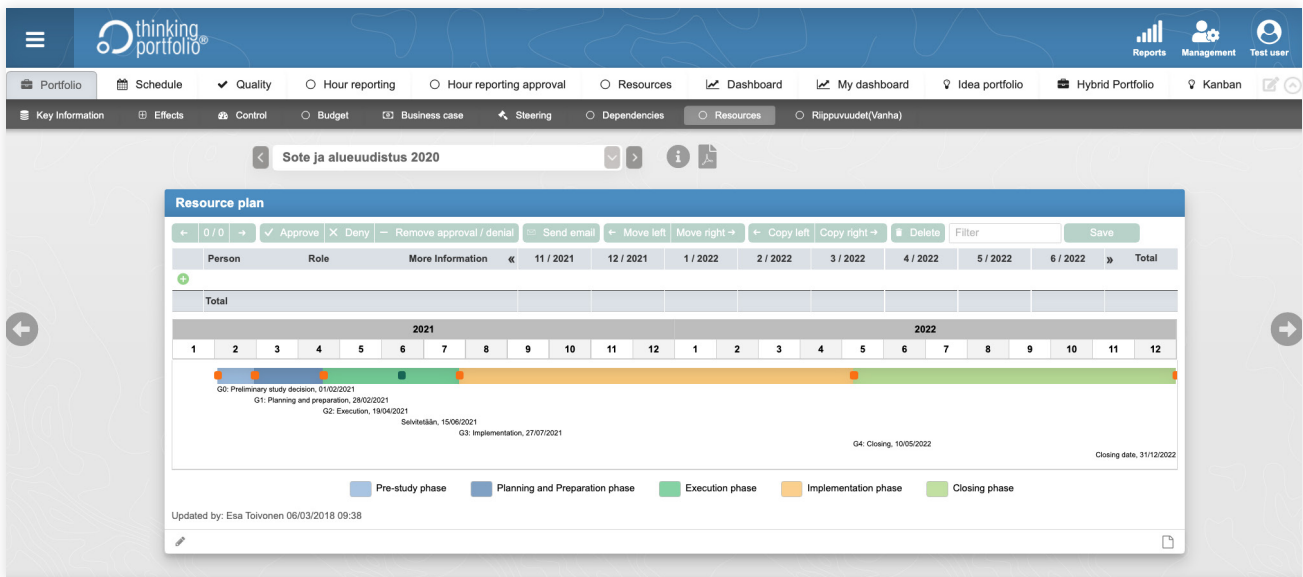 thinking
portfolio®
Reports Management Test user
Portfolio Schedule Quality Hour reporting Hour reporting approval Resources Dashboard My dashboard Idea portfolio Hybrid Portfolio Kanban
Key Information Effects Control Budget Business case Steering Dependencies Resources Riippuvuudet(Vanha)
Sote ja alueuudistus 2020
Resource plan
← 0 / 0 → Approve Deny Remove approval / denial Send email ← Move left Move right → ← Copy left Copy right → Delete Filter Save
Person Role More Information « 11 / 2021 12 / 2021 1 / 2022 2 / 2022 3 / 2022 4 / 2022 5 / 2022 6 / 2022 » Total
Total
2021 2022
1 2 3 4 5 6 7 8 9 10 11 12 1 2 3 4 5 6 7 8 9 10 11 12
G0: Preliminary study decision, 01/02/2021
G1: Planning and preparation, 28/02/2021
G2: Execution, 19/04/2021
Selvitetään, 15/06/2021
G3: Implementation, 27/07/2021
G4: Closing, 10/05/2022
Closing date, 31/12/2022
Pre-study phase Planning and Preparation phase Execution phase Implementation phase Closing phase
Updated by: Esa Toivonen 06/03/2018 09:38